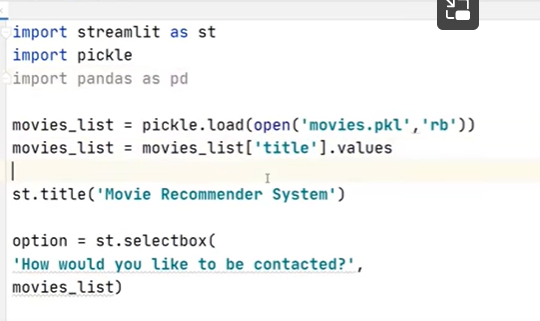 import streamlit as st
import pickle
import pandas as pd
movies_list = pickle.load(open('movies.pkl','rb'))
movies_list = movies_list['title'].values
st.title('Movie Recommender System')
option = st.selectbox(
'How would you like to be contacted?',
movies_list)